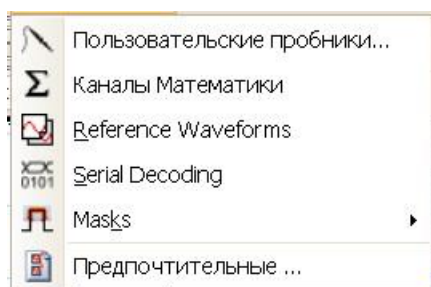 Пользовательские пробники...
Каналы Математики
Reference Waveforms
Serial Decoding
Masks
Предпочтительные ...